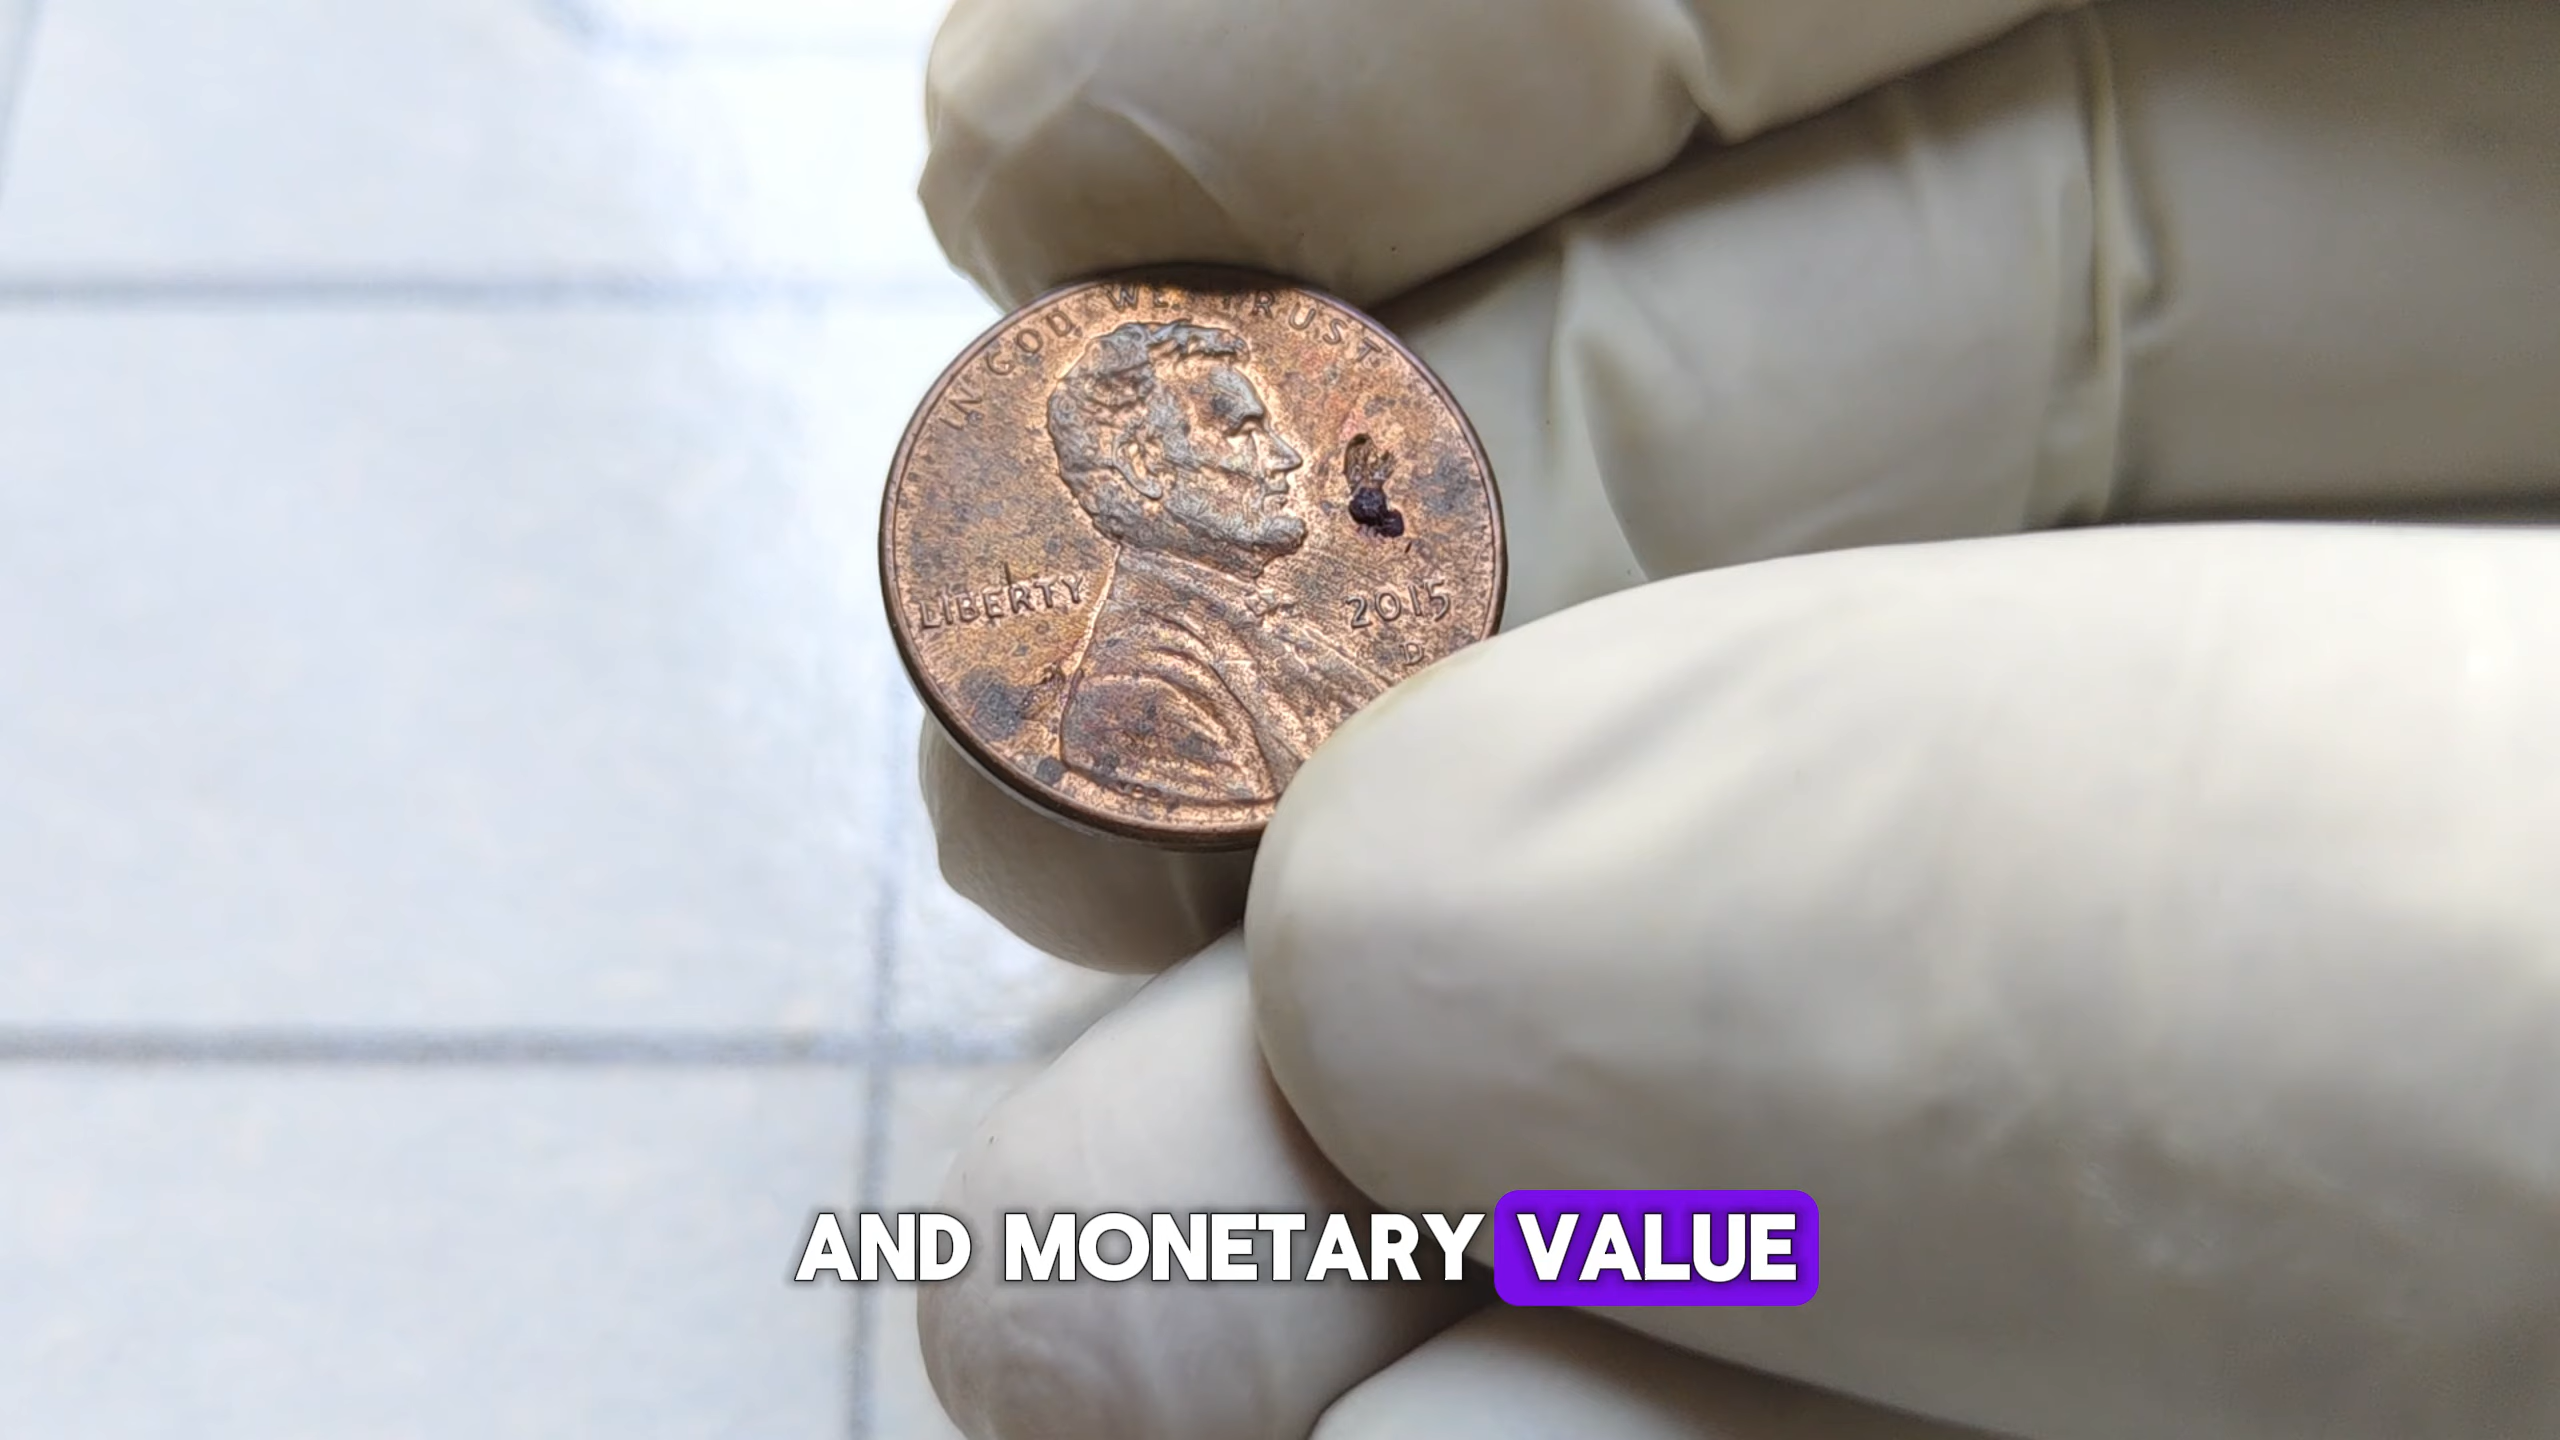 IN GOD WE TRUST
LIBERTY
2015
D
AND MONETARY VALUE